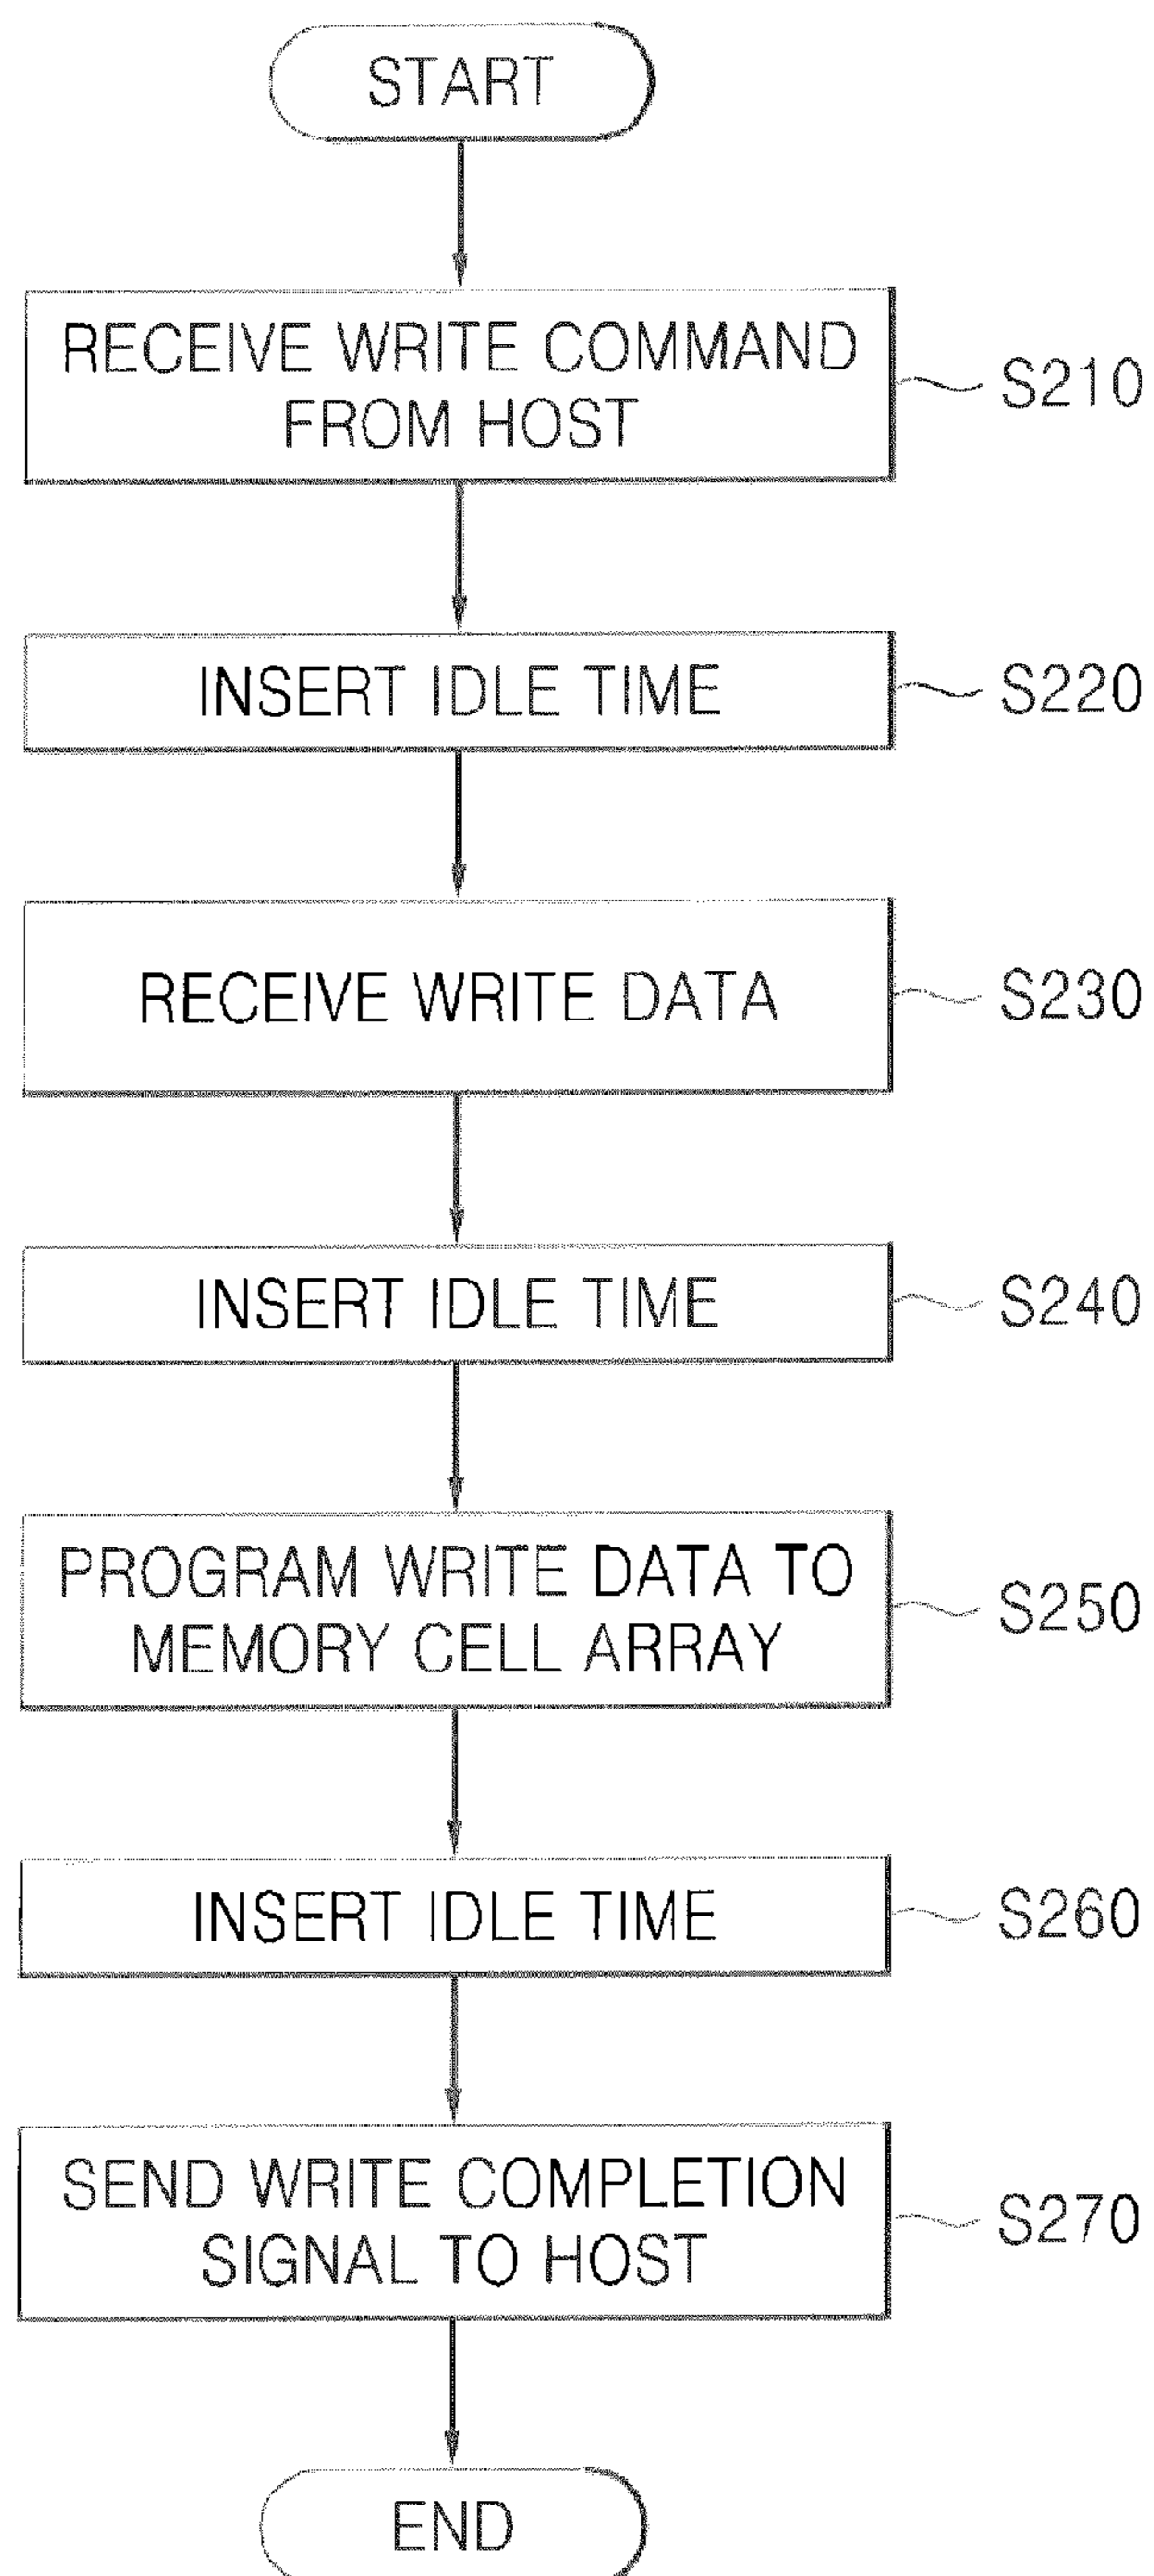 START
RECEIVE WRITE COMMAND
FROM HOST
S210
INSERT IDLE TIME
S220
RECEIVE WRITE DATA
S230
INSERT IDLE TIME
S240
PROGRAM WRITE DATA TO
MEMORY CELL ARRAY
S250
INSERT IDLE TIME
S260
SEND WRITE COMPLETION
SIGNAL TO HOST
S270
END